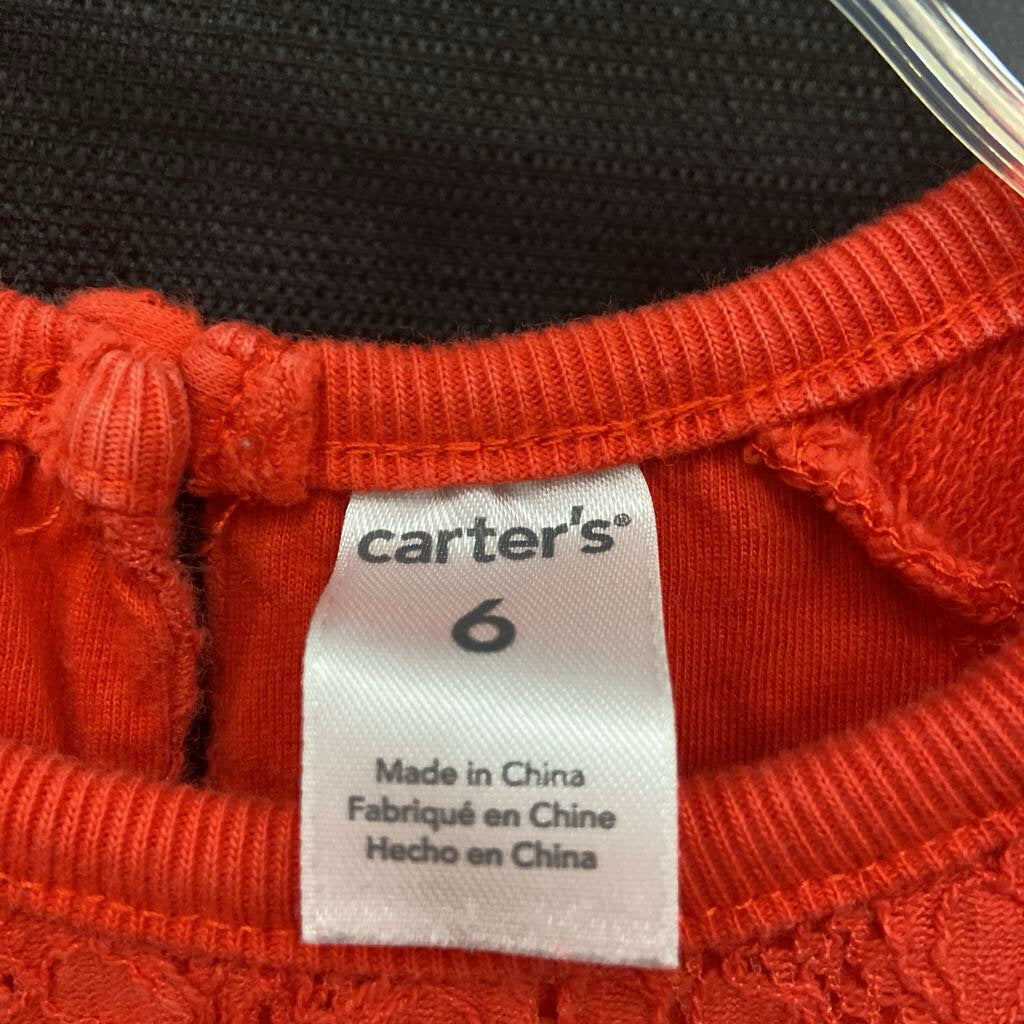 carter's®
6
Made in China
Fabriqué en Chine
Hecho en China